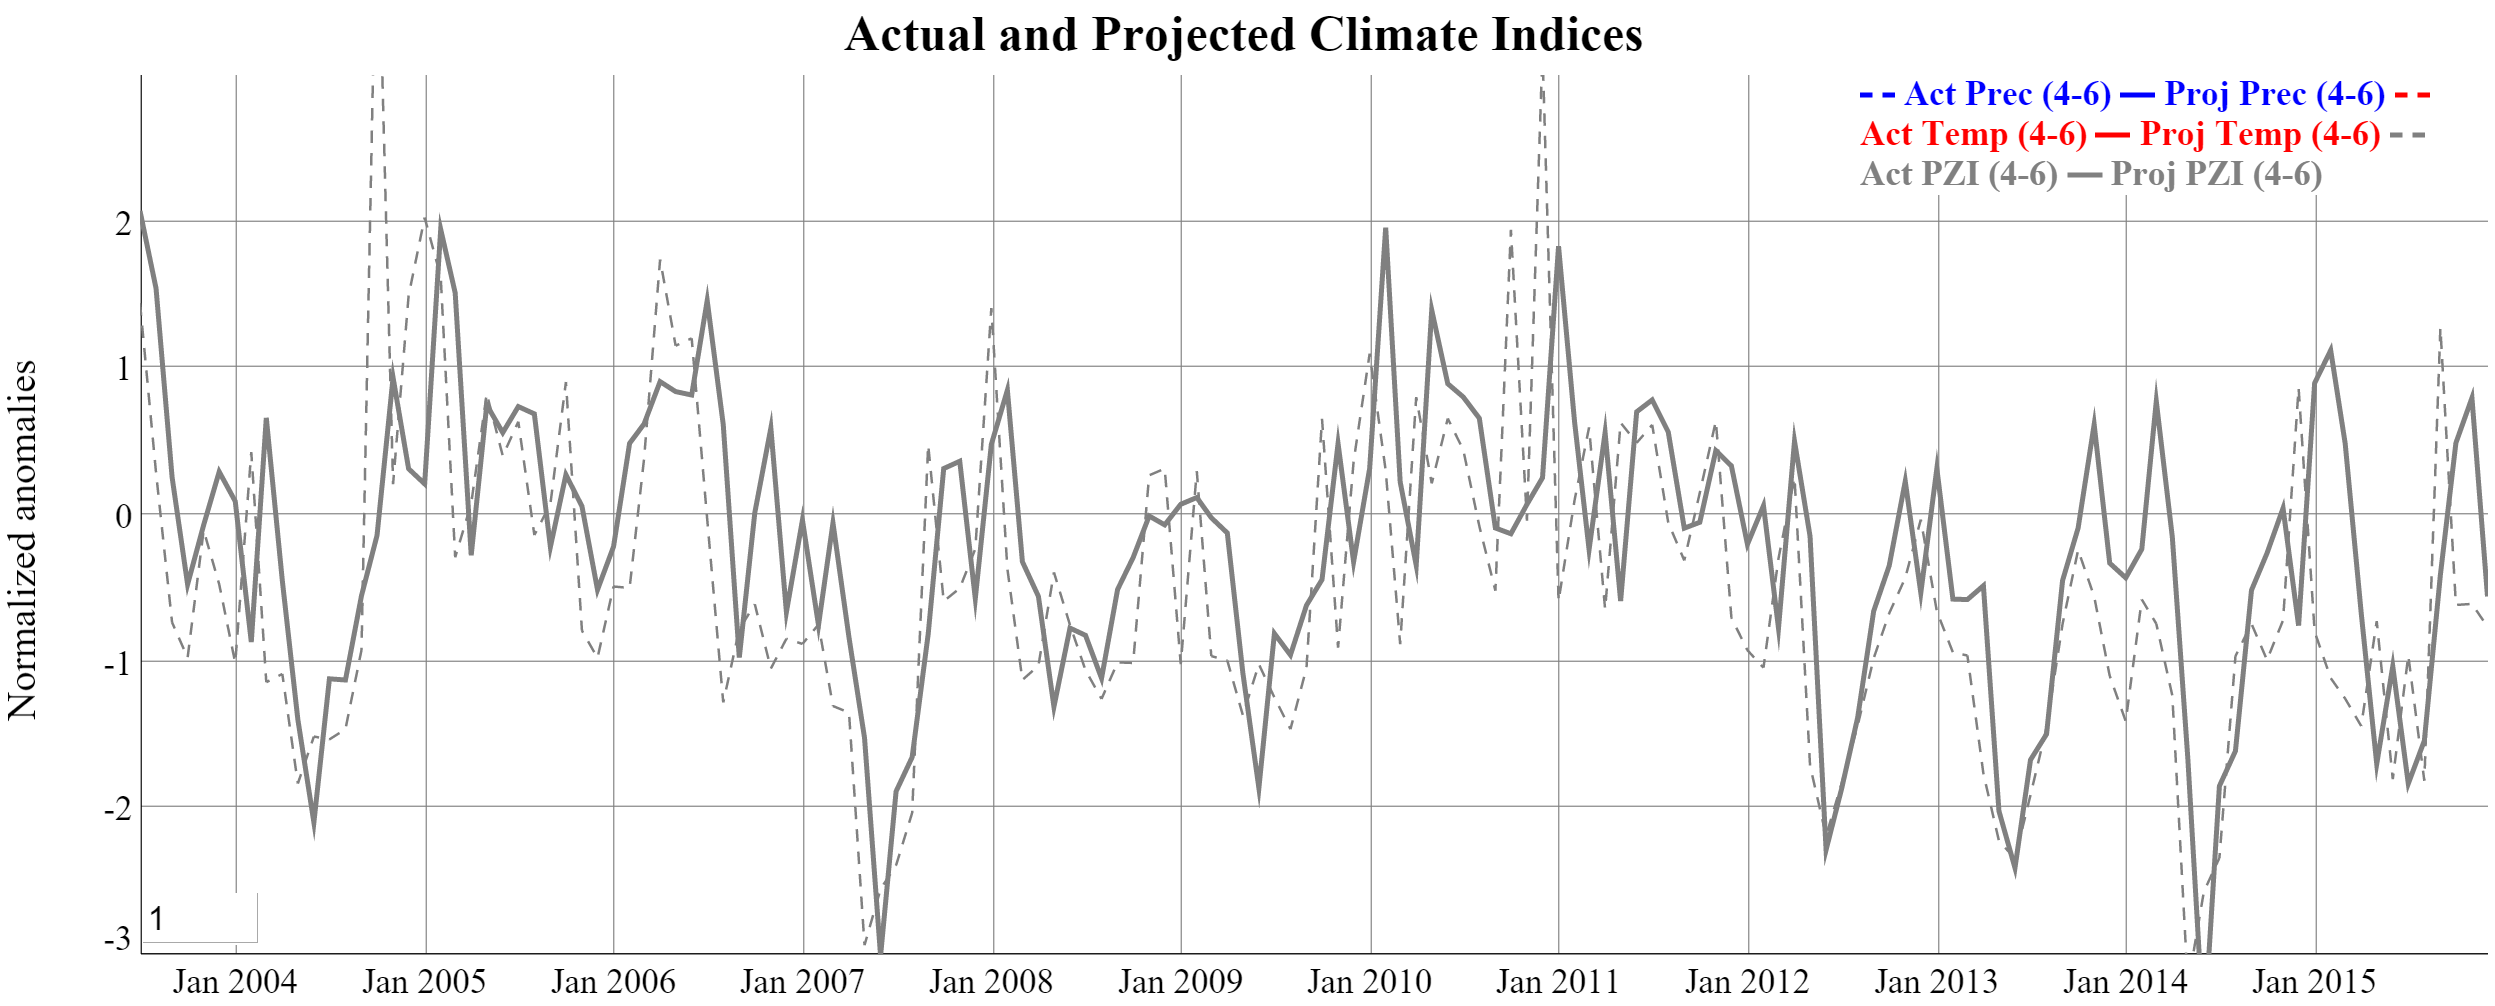 Actual and Projected Climate Indices
Act Prec (4-6) Proj Prec (4-6)
Act Temp (4-6) Proj Temp (4-6)
Act PZI (4-6) Proj PZI (4-6)
Normalized anomalies
2
1
0
-1
-2
-3
1
Jan 2004 Jan 2005 Jan 2006 Jan 2007 Jan 2008 Jan 2009 Jan 2010 Jan 2011 Jan 2012 Jan 2013 Jan 2014 Jan 2015